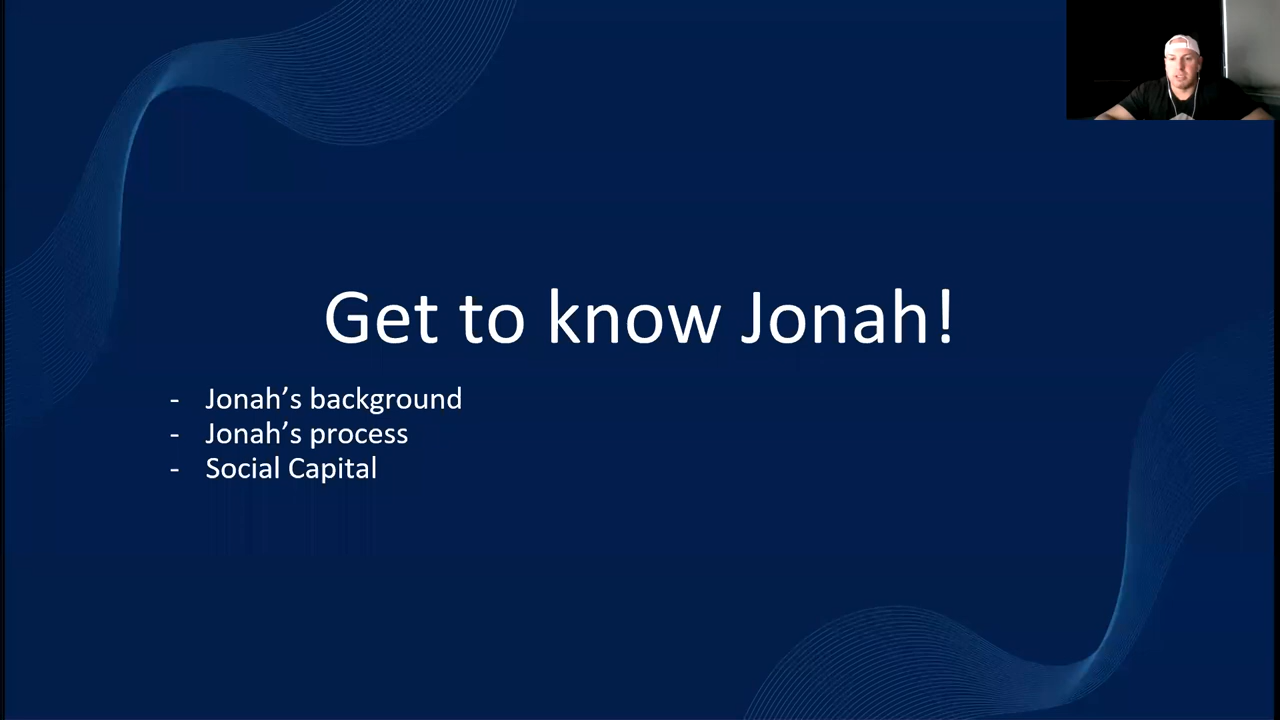 Get to know Jonah!
- Jonah’s background
- Jonah’s process
- Social Capital